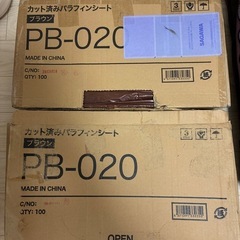 カット済みパラフィンシート
ブラウン
PB-020
MADE IN CHINA
C/NO:
QTY: 100
SAGAWA
カット済みパラフィンシート
ブラウン
PB-020
MADE IN CHINA
C/NO:
QTY: 100
OPEN